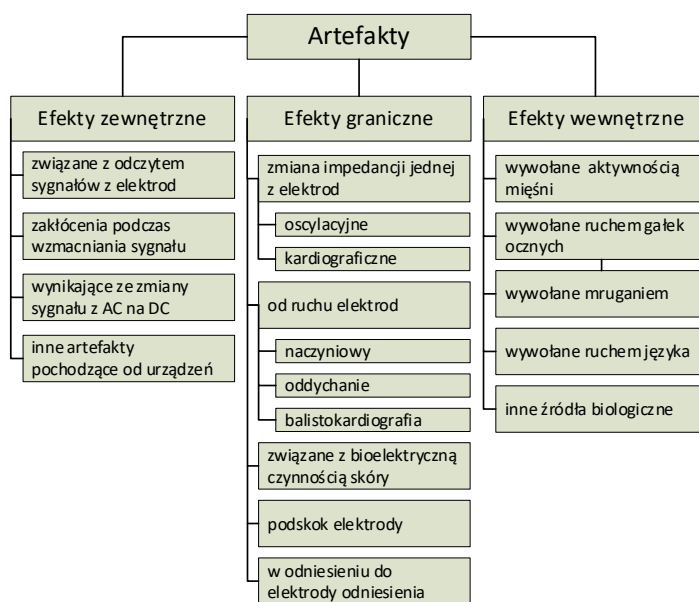 Artefakty
Efekty zewnętrzne
związane z odczytem
sygnałów z elektrod
zakłócenia podczas
wzmacniania sygnału
wynikające ze zmiany
sygnału z AC na DC
inne artefakty
pochodzące od urządzeń
Efekty graniczne
zmiana impedancji jednej
z elektrod
oscylacyjne
kardiograficzne
od ruchu elektrod
naczyniowy
oddychanie
balistokardiografia
związane z bioelektryczną
czynnością skóry
podskok elektrody
w odniesieniu do
elektrody odniesienia
Efekty wewnętrzne
wywołane aktywnością
mięśni
wywołane ruchem gałek
ocznych
wywołane mruganiem
wywołane ruchem języka
inne źródła biologiczne